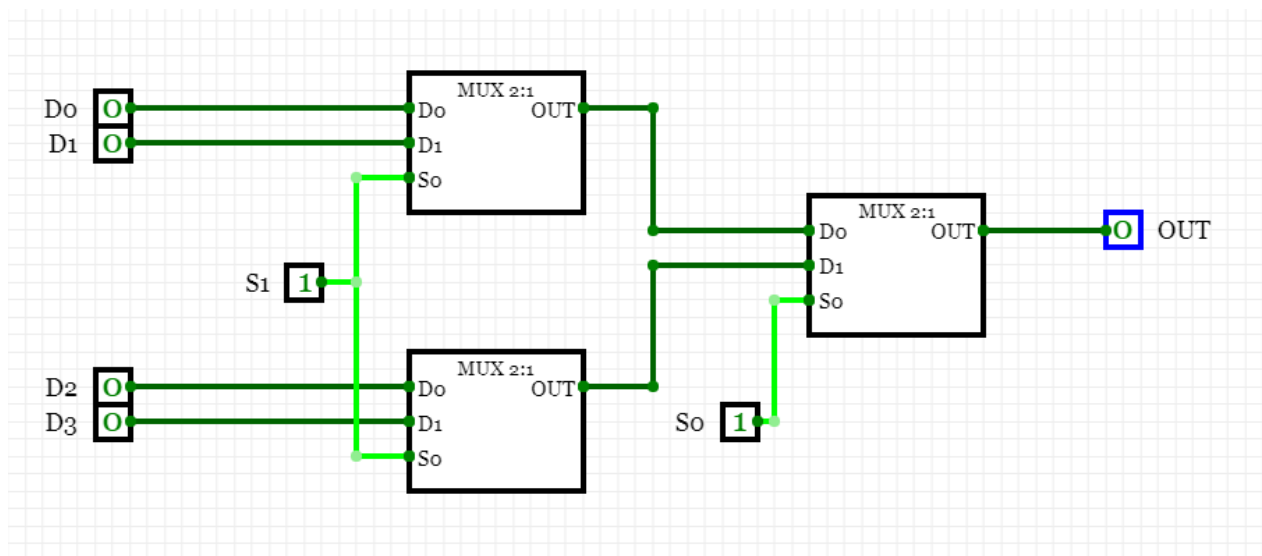 MUX 2:1
D0 0 D0 OUT
D1 0 D1
S0
MUX 2:1
D0 OUT 0 OUT
D1
S1 1
S0
MUX 2:1
D2 0 D0 OUT
D3 0 D1
S0 1
S0